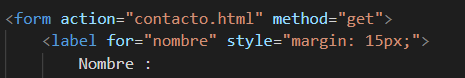 <form action="contacto.html" method="get">
<label for="nombre" style="margin: 15px;">
Nombre :